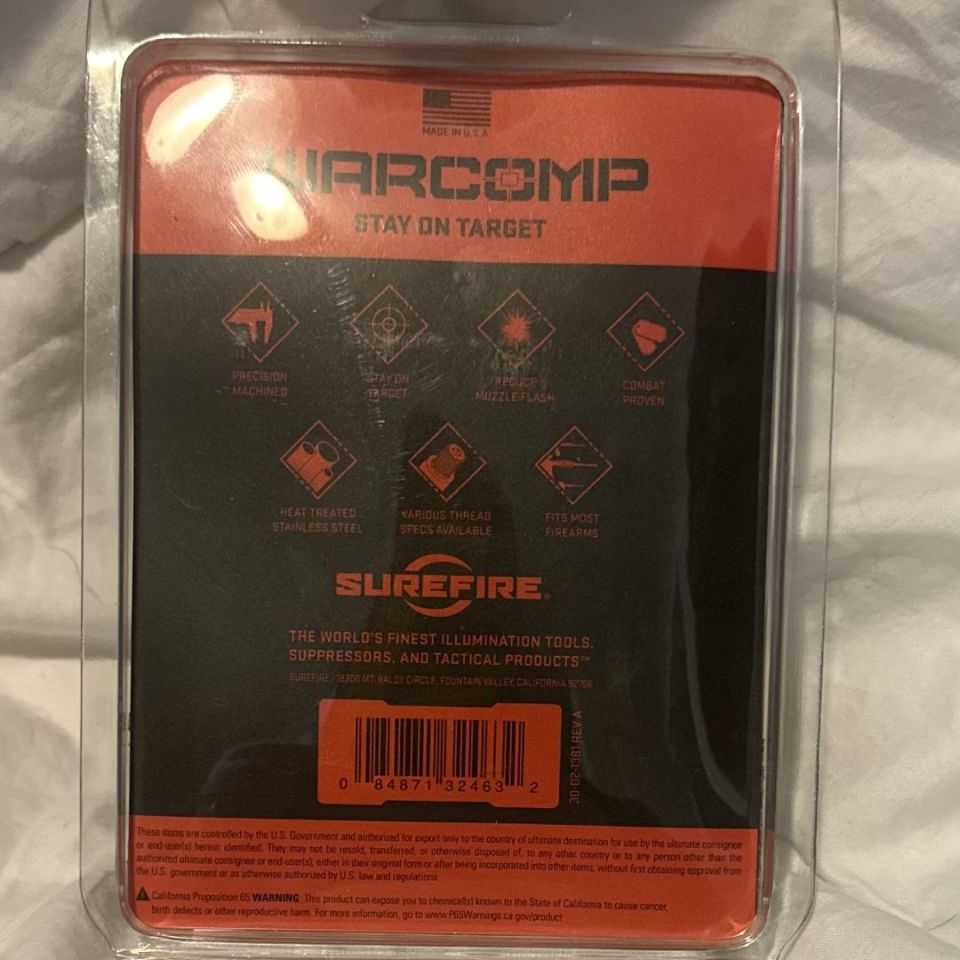 MADE IN U.S.A.
WARCOMP
STAY ON TARGET
PRECISION
MACHINED
STAY ON
TARGET
REDUCE
MUZZLE FLASH
COMBAT
PROVEN
HEAT TREATED
STAINLESS STEEL
VARIOUS THREAD
SPECS AVAILABLE
FITS MOST
FIREARMS
SUREFIRE®
THE WORLD'S FINEST ILLUMINATION TOOLS,
SUPPRESSORS, AND TACTICAL PRODUCTS™
SUREFIRE · 18300 MT. BALDY CIRCLE, FOUNTAIN VALLEY, CALIFORNIA 92708
0 84871 32463 2
30-02-1381 REV A
These items are controlled by the U.S. Government and authorized for export only to the country of ultimate destination for use by the ultimate consignee
or end-user(s) herein identified. They may not be resold, transferred, or otherwise disposed of, to any other country or to any person other than the
authorized ultimate consignee or end-user(s), either in their original form or after being incorporated into other items, without first obtaining approval from
the U.S. government or as otherwise authorized by U.S. law and regulations
California Proposition 65 WARNING This product can expose you to chemical(s) known to the State of California to cause cancer,
birth defects or other reproductive harm. For more information, go to www.P65Warnings.ca.gov/product